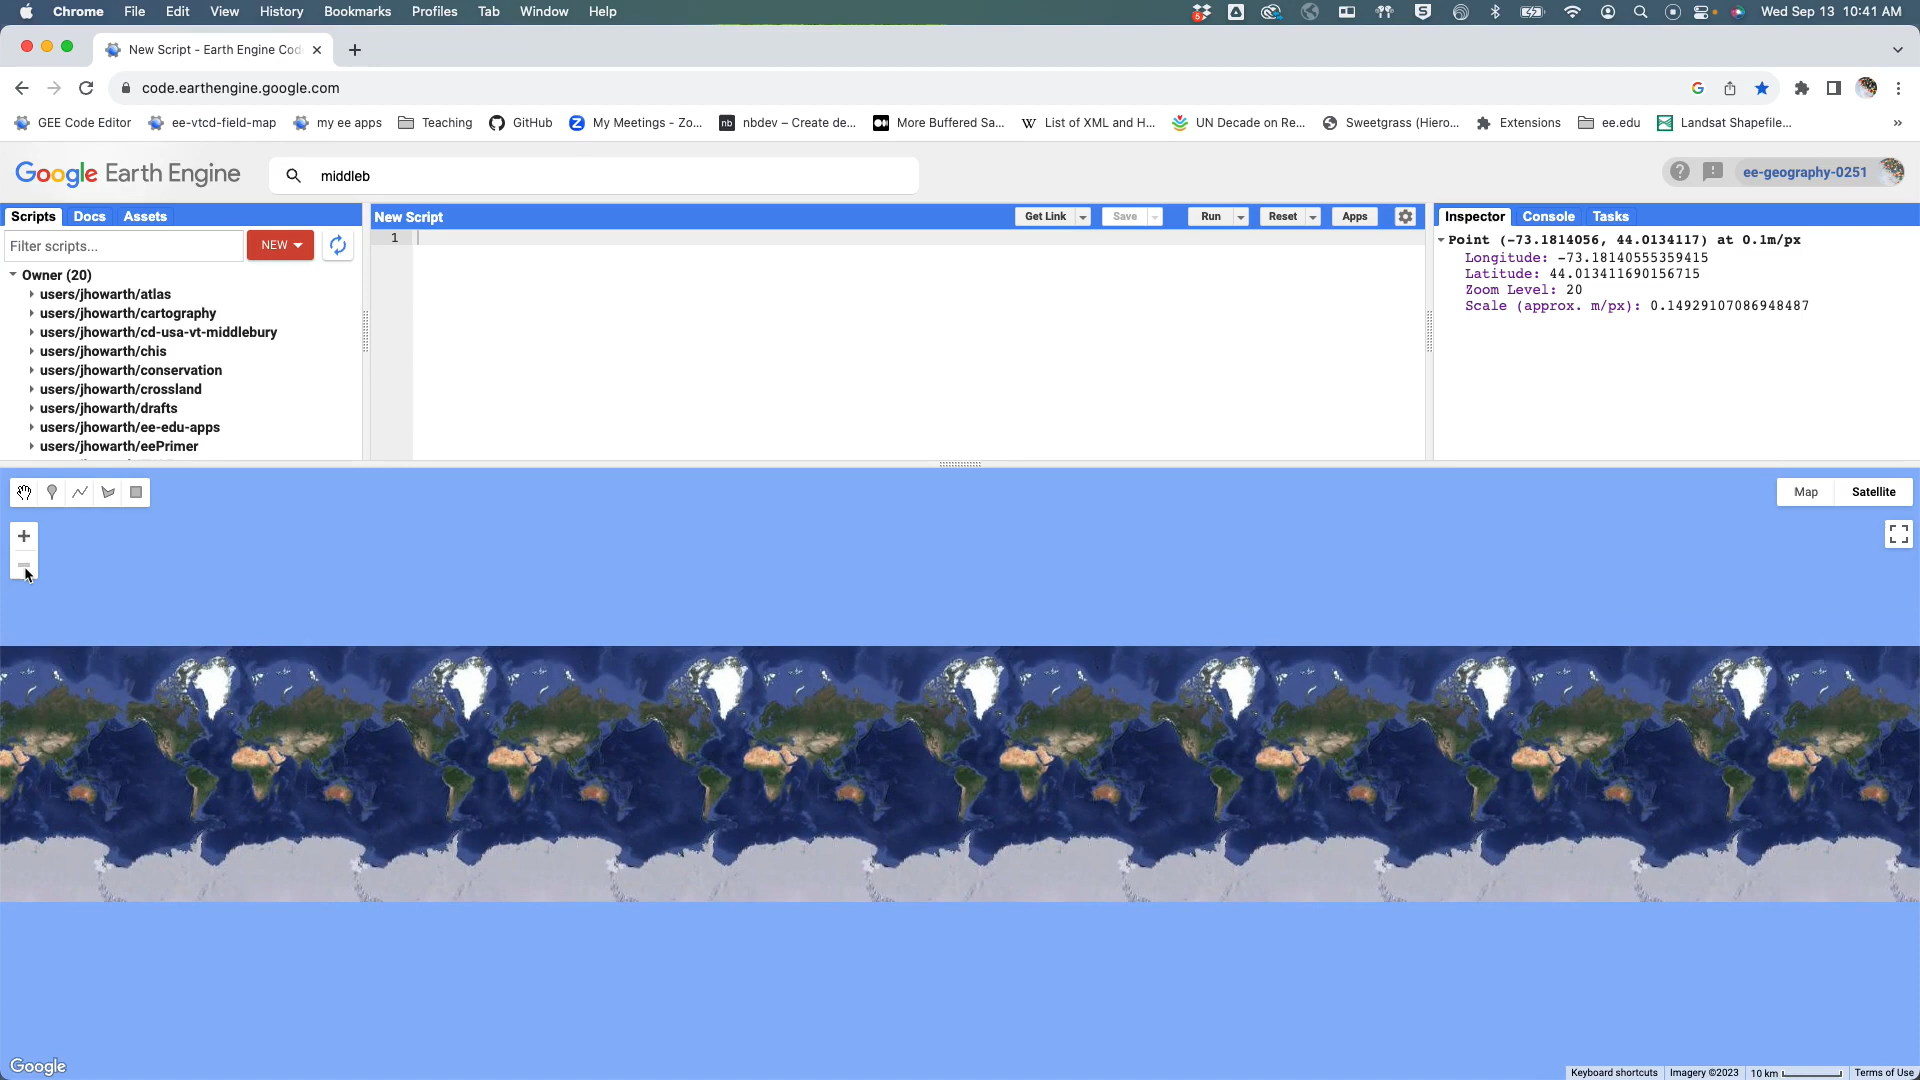 Chrome File Edit View History Bookmarks Profiles Tab Window Help 5 S Wed Sep 13 10:41 AM
New Script - Earth Engine Cod
code.earthengine.google.com
GEE Code Editor ee-vtcd-field-map my ee apps Teaching GitHub Z My Meetings - Zo... nb nbdev – Create de... More Buffered Sa... W List of XML and H... UN Decade on Re... Sweetgrass (Hiero... Extensions ee.edu Landsat Shapefile... »
Google Earth Engine middleb ee-geography-0251
Scripts Docs Assets
Filter scripts... NEW
Owner (20)
users/jhowarth/atlas
users/jhowarth/cartography
users/jhowarth/cd-usa-vt-middlebury
users/jhowarth/chis
users/jhowarth/conservation
users/jhowarth/crossland
users/jhowarth/drafts
users/jhowarth/ee-edu-apps
users/jhowarth/eePrimer
New Script Get Link Save Run Reset Apps
1
Inspector Console Tasks
Point (-73.1814056, 44.0134117) at 0.1m/px
Longitude: -73.18140555359415
Latitude: 44.013411690156715
Zoom Level: 20
Scale (approx. m/px): 0.14929107086948487
Map Satellite
Google
Keyboard shortcuts Imagery ©2023 10 km Terms of Use